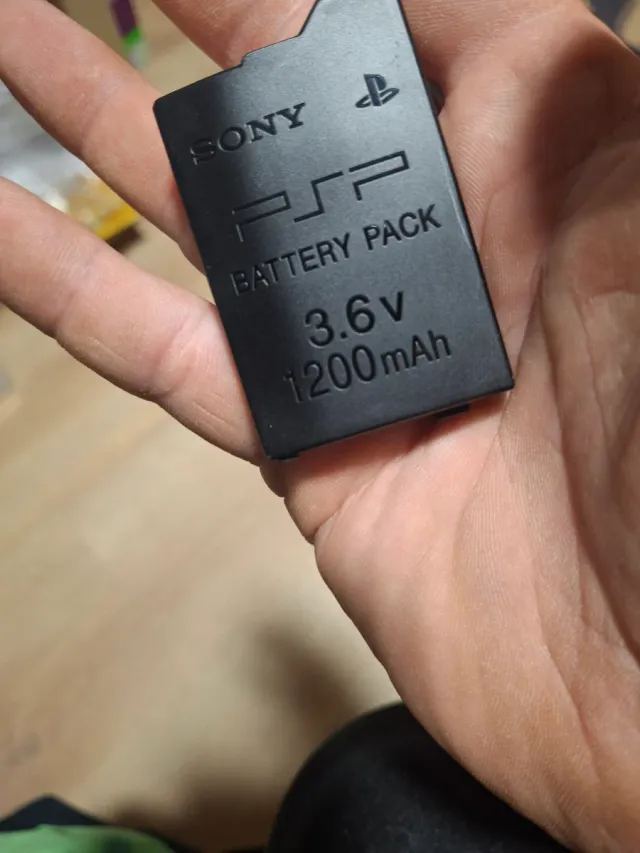 SONY
PSP
BATTERY PACK
3.6V
1200mAh